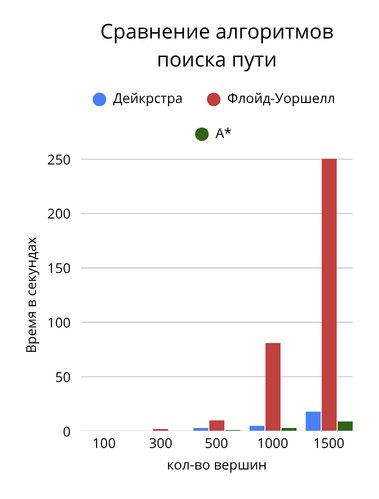 Сравнение алгоритмов
поиска пути
Дейкрстра
Флойд-Уоршелл
A*
250
200
150
100
50
0
Время в секундах
100 300 500 1000 1500
кол-во вершин